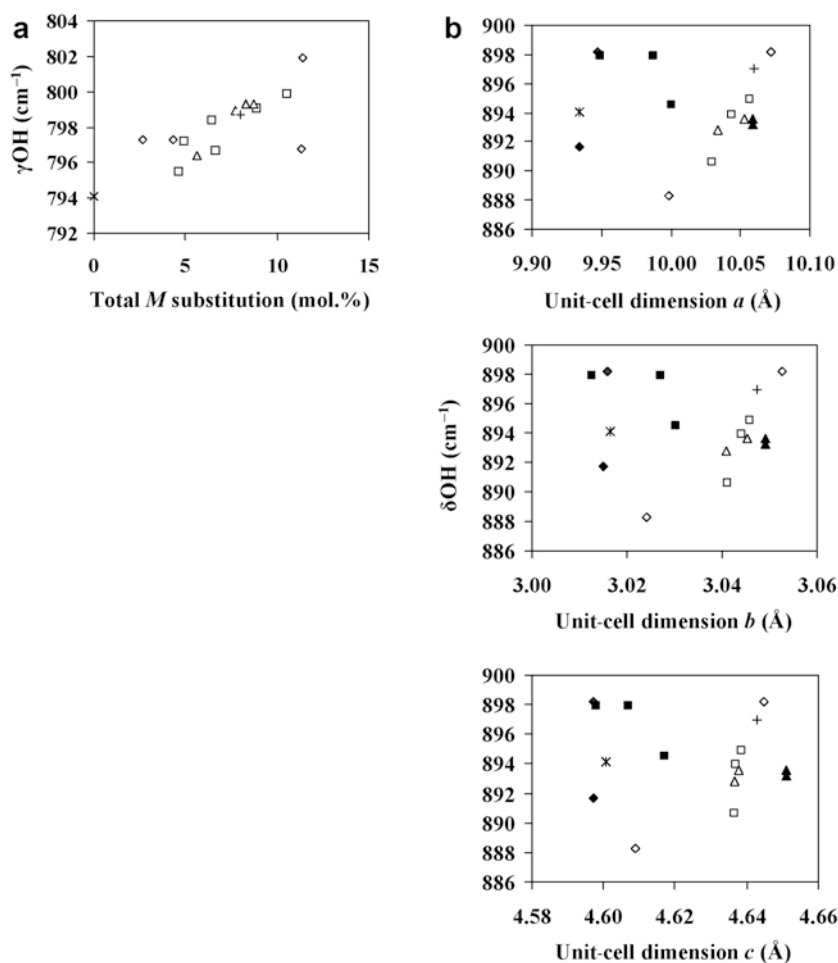 a
804
802
800
798
796
794
792
γOH (cm⁻¹)
0 5 10 15
Total M substitution (mol.%)
b
900
898
896
894
892
890
888
886
9.90 9.95 10.00 10.05 10.10
Unit-cell dimension a (Å)
900
898
896
894
892
890
888
886
δOH (cm⁻¹)
3.00 3.02 3.04 3.06
Unit-cell dimension b (Å)
900
898
896
894
892
890
888
886
4.58 4.60 4.62 4.64 4.66
Unit-cell dimension c (Å)